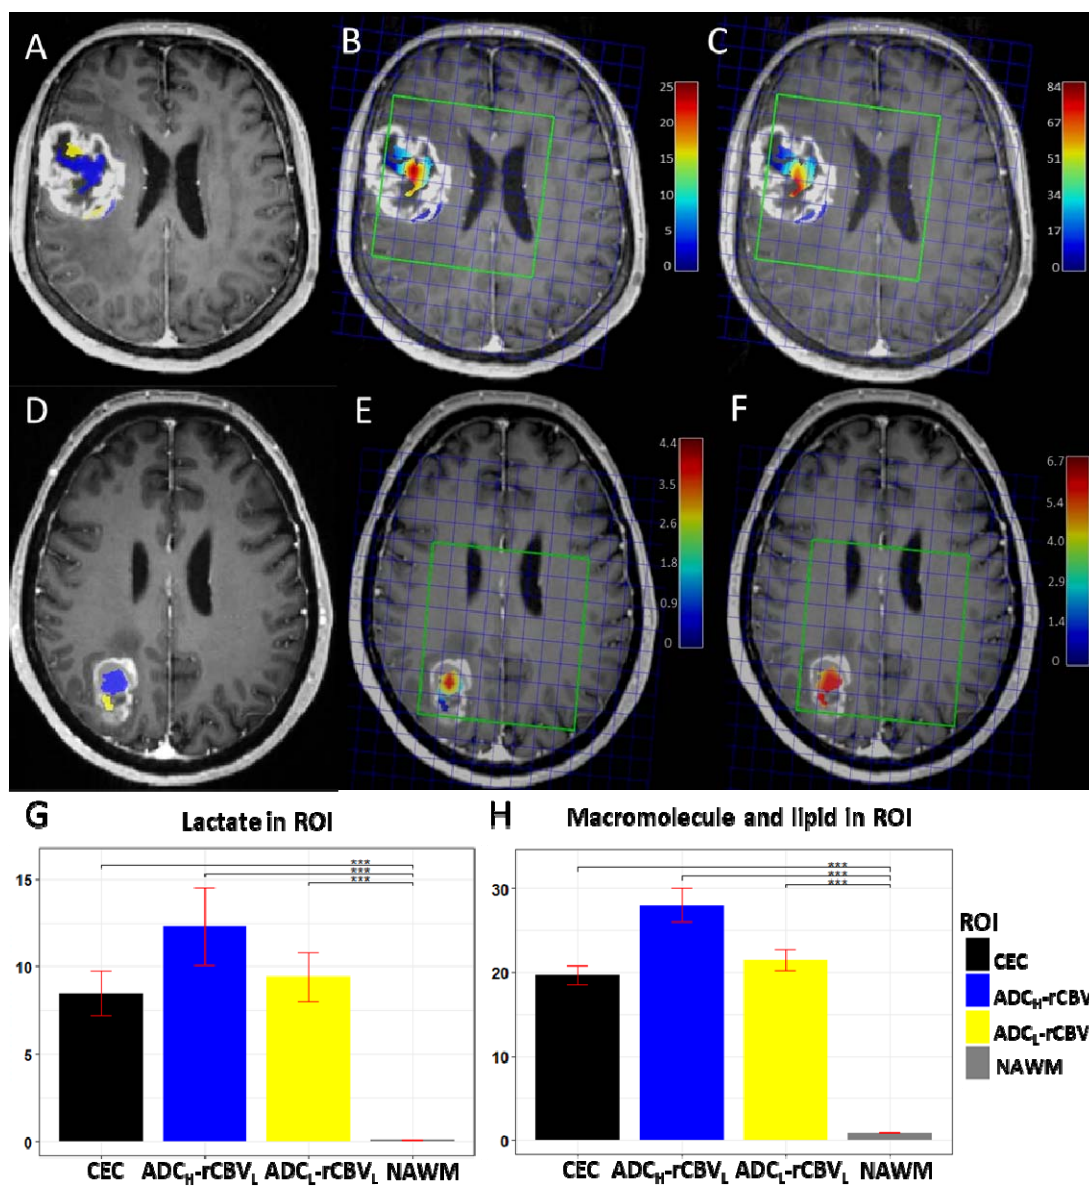 A
B
25
20
15
10
5
0
C
84
67
51
34
17
0
D
E
4.4
3.5
2.6
1.8
0.9
0
F
6.7
5.4
4.0
2.9
1.4
0
G
Lactate in ROI
***
***
***
15
10
5
0
CEC ADCH-rCBVL ADCL-rCBVL NAWM
H
Macromolecule and lipid in ROI
***
***
***
30
20
10
0
CEC ADCH-rCBVL ADCL-rCBVL NAWM
ROI
CEC
ADCH-rCBV
ADCL-rCBV
NAWM